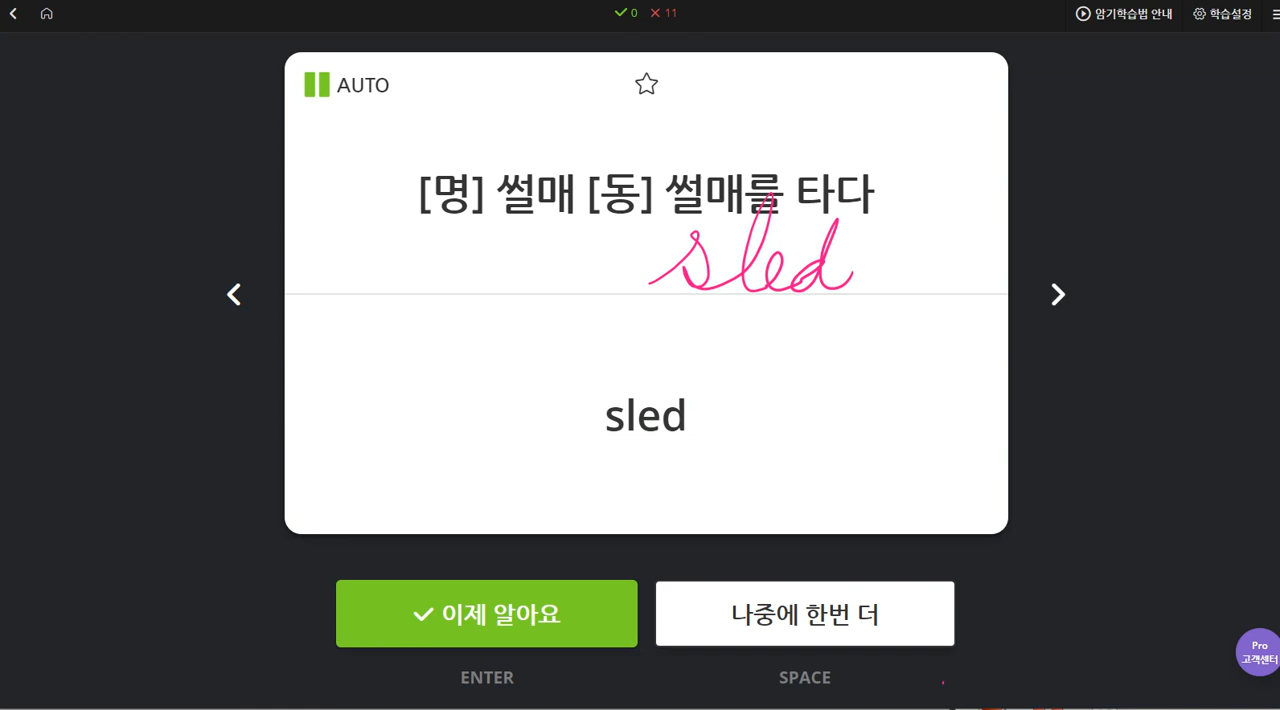 0 11 암기학습법 안내 학습설정
AUTO
[명] 썰매 [동] 썰매를 타다
sled
sled
이제 알아요 나중에 한번 더
ENTER SPACE
Pro
고객센터